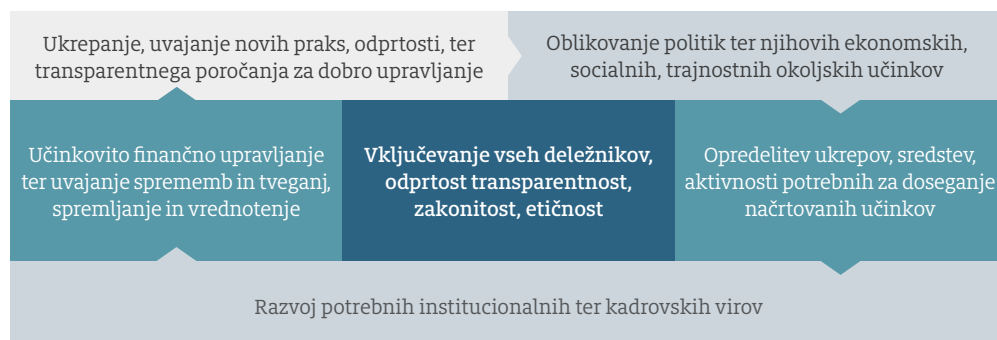 Ukrepanje, uvajanje novih praks, odprtosti, ter
transparentnega poročanja za dobro upravljanje
Oblikovanje politik ter njihovih ekonomskih,
socialnih, trajnostnih okoljskih učinkov
Učinkovito finančno upravljanje
ter uvajanje sprememb in tveganj,
spremljanje in vrednotenje
Vključevanje vseh deležnikov,
odprtost transparentnost,
zakonitost, etičnost
Opredelitev ukrepov, sredstev,
aktivnosti potrebnih za doseganje
načrtovanih učinkov
Razvoj potrebnih institucionalnih ter kadrovskih virov